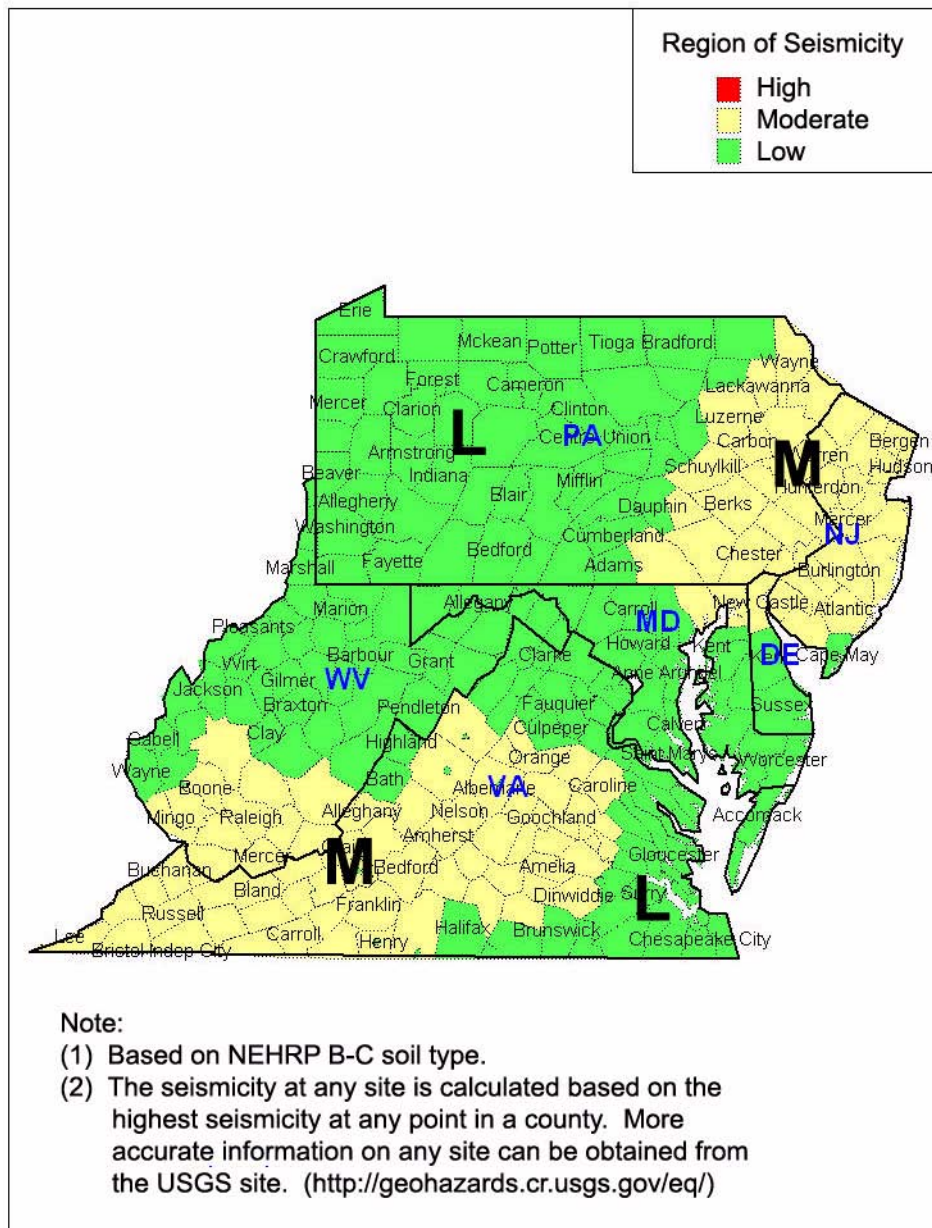 Region of Seismicity
High
Moderate
Low
Erie
Mckean
Potter
Tioga
Bradford
Crawford
Wayne
Forest
Cameron
Lackawanna
Mercer
Clarion
Clinton
Luzerne
L
PA
Union
Carbon
Bergen
Armstrong
M
Hudson
Beaver
Indiana
Mifflin
Schuylkill
Hunterdon
Allegheny
Blair
Dauphin
Berks
Mercer
Washington
Cumberland
NJ
Fayette
Bedford
Adams
Chester
Marshall
Burlington
Marion
Allegany
Carroll
New Castle
Atlantic
Pleasants
MD
Barbour
Howard
Kent
Wirt
Grant
Clarke
DE
Cape May
Gilmer
WV
Anne Arundel
Jackson
Braxton
Pendleton
Fauquier
Sussex
Clay
Culpeper
Calvert
Cabell
Highland
Orange
Saint Marys
Worcester
Wayne
Bath
VA
Boone
Albemarle
Caroline
Mingo
Raleigh
Alleghany
Nelson
Goochland
Accomack
Amherst
Mercer
M
Gloucester
Buchanan
Bedford
Amelia
Bland
Dinwiddie
Surry
L
Russell
Franklin
Lee
Carroll
Henry
Halifax
Brunswick
Chesapeake City
Bristol Indep City
Note:
(1) Based on NEHRP B-C soil type.
(2) The seismicity at any site is calculated based on the
highest seismicity at any point in a county. More
accurate information on any site can be obtained from
the USGS site. (http://geohazards.cr.usgs.gov/eq/)